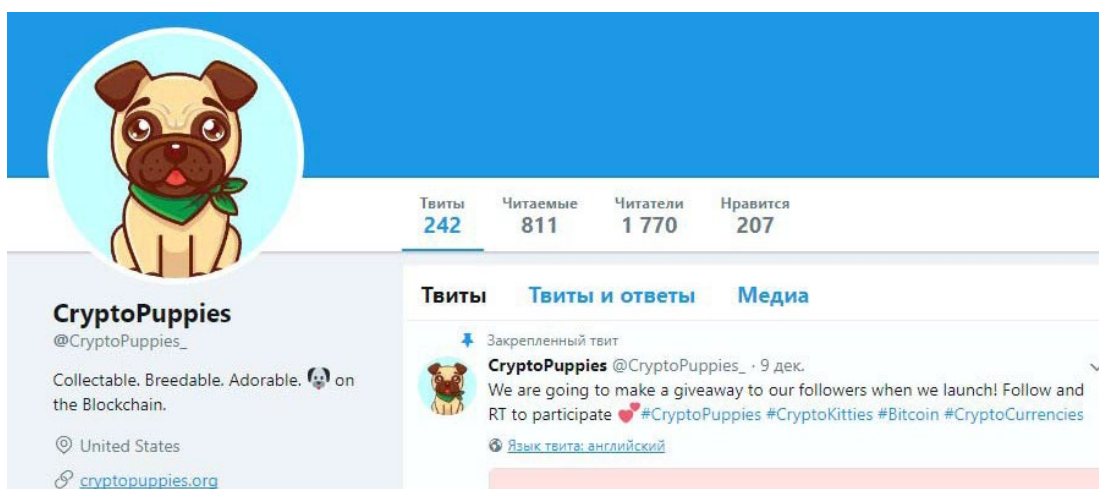 Твиты Читаемые Читатели Нравится
242 811 1 770 207
Твиты Твиты и ответы Медиа
CryptoPuppies
@CryptoPuppies_
Collectable. Breedable. Adorable. 🐶 on
the Blockchain.
United States
cryptopuppies.org
Закрепленный твит
CryptoPuppies @CryptoPuppies_ · 9 дек.
We are going to make a giveaway to our followers when we launch! Follow and
RT to participate 💕#CryptoPuppies #CryptoKitties #Bitcoin #CryptoCurrencies
Язык твита: английский